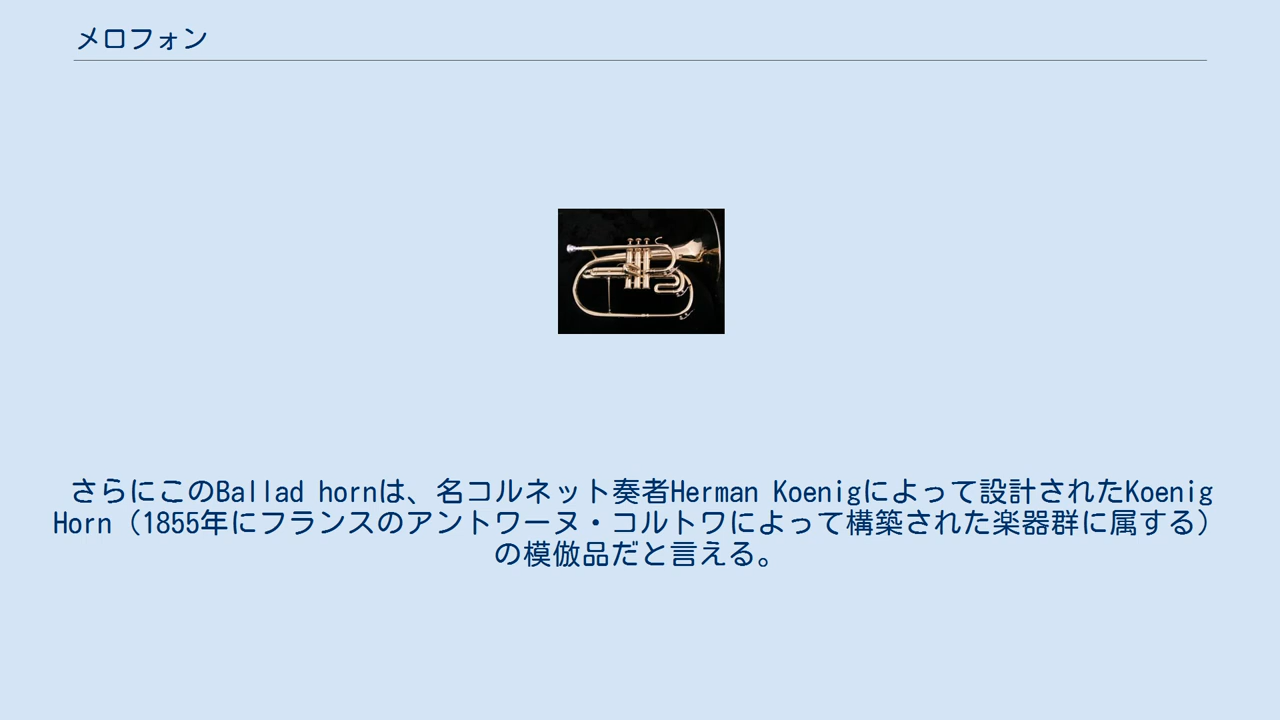 メロフォン
さらにこのBallad hornは、名コルネット奏者Herman Koenigによって設計されたKoenig
Horn（1855年にフランスのアントワーヌ・コルトワによって構築された楽器群に属する）
の模倣品だと言える。